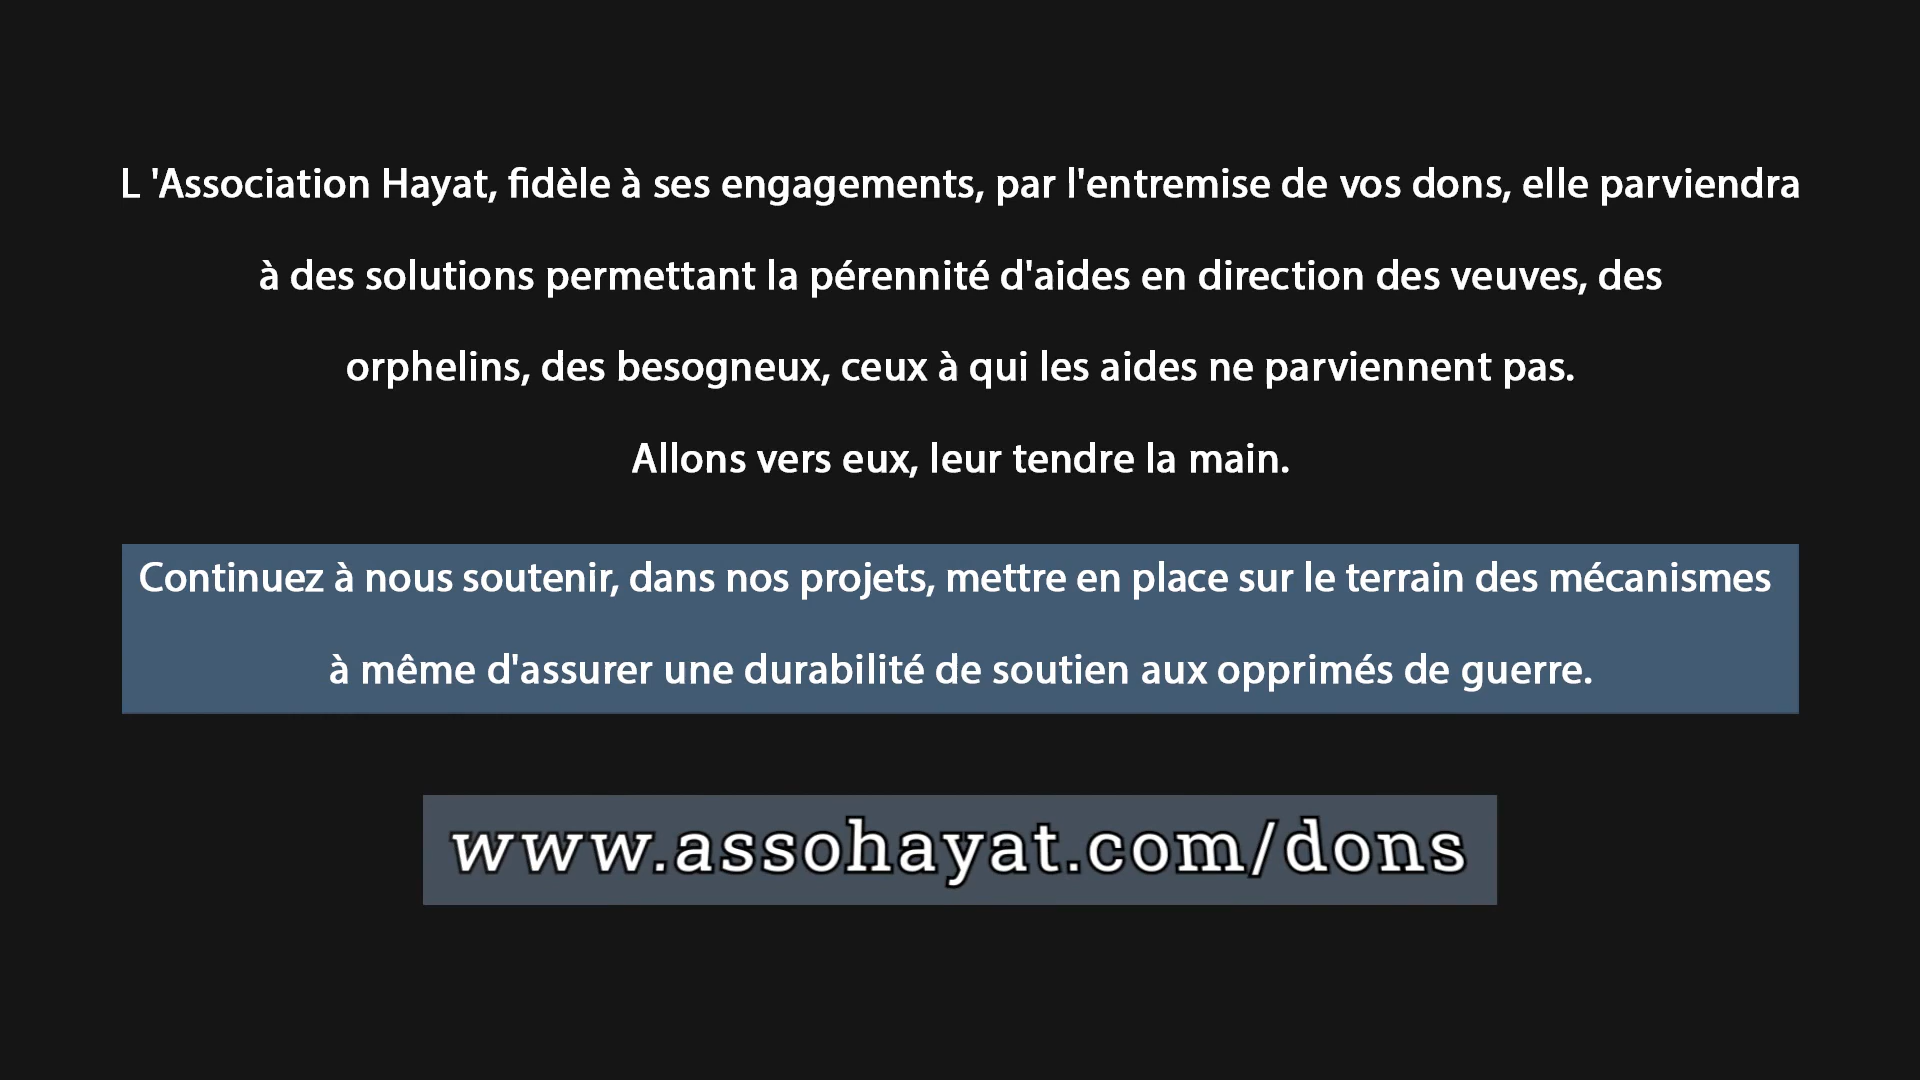 L 'Association Hayat, fidèle à ses engagements, par l'entremise de vos dons, elle parviendra
à des solutions permettant la pérennité d'aides en direction des veuves, des
orphelins, des besogneux, ceux à qui les aides ne parviennent pas.
Allons vers eux, leur tendre la main.
Continuez à nous soutenir, dans nos projets, mettre en place sur le terrain des mécanismes
à même d'assurer une durabilité de soutien aux opprimés de guerre.
www.assohayat.com/dons